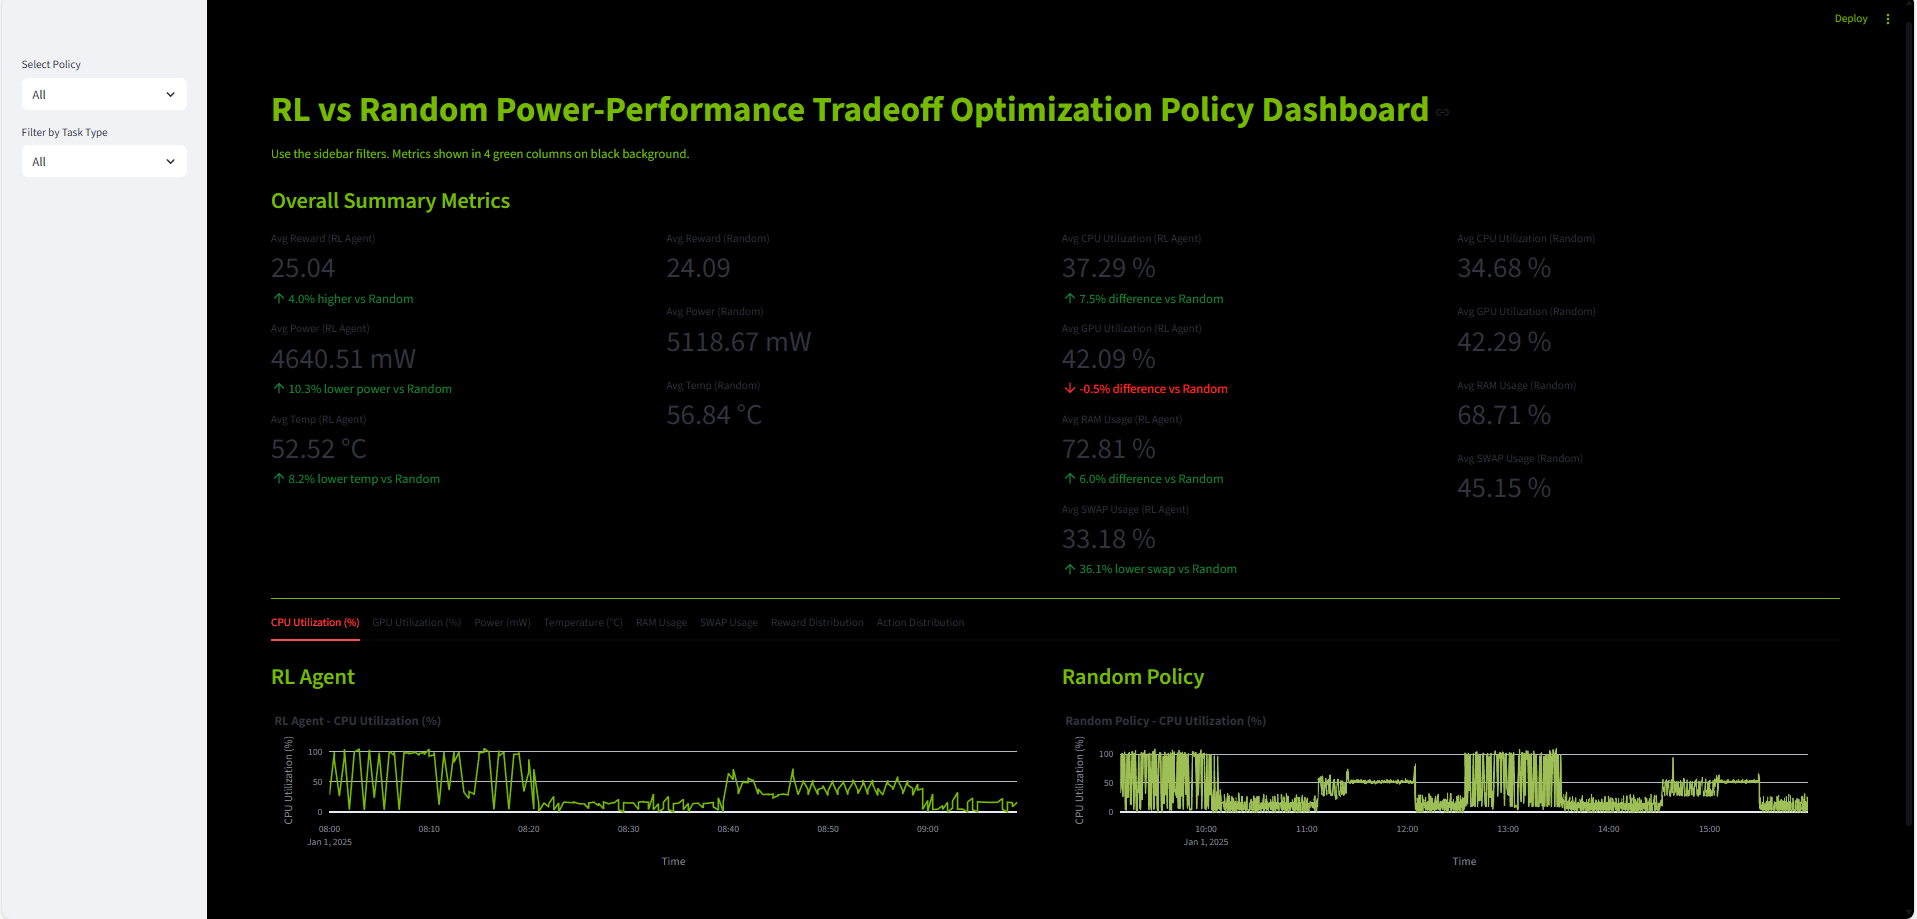 Deploy
Select Policy
All
Filter by Task Type
All
RL vs Random Power-Performance Tradeoff Optimization Policy Dashboard
Use the sidebar filters. Metrics shown in 4 green columns on black background.
Overall Summary Metrics
Avg Reward (RL Agent)
25.04
4.0% higher vs Random
Avg Power (RL Agent)
4640.51 mW
10.3% lower power vs Random
Avg Temp (RL Agent)
52.52 °C
8.2% lower temp vs Random
Avg Reward (Random)
24.09
Avg Power (Random)
5118.67 mW
Avg Temp (Random)
56.84 °C
Avg CPU Utilization (RL Agent)
37.29 %
7.5% difference vs Random
Avg GPU Utilization (RL Agent)
42.09 %
-0.5% difference vs Random
Avg RAM Usage (RL Agent)
72.81 %
6.0% difference vs Random
Avg SWAP Usage (RL Agent)
33.18 %
36.1% lower swap vs Random
Avg CPU Utilization (Random)
34.68 %
Avg GPU Utilization (Random)
42.29 %
Avg RAM Usage (Random)
68.71 %
Avg SWAP Usage (Random)
45.15 %
CPU Utilization (%) GPU Utilization (%) Power (mW) Temperature (°C) RAM Usage SWAP Usage Reward Distribution Action Distribution
RL Agent
RL Agent - CPU Utilization (%)
CPU Utilization (%)
100
50
0
08:00 08:10 08:20 08:30 08:40 08:50 09:00
Jan 1, 2025
Time
Random Policy
Random Policy - CPU Utilization (%)
CPU Utilization (%)
100
50
0
10:00 11:00 12:00 13:00 14:00 15:00
Jan 1, 2025
Time